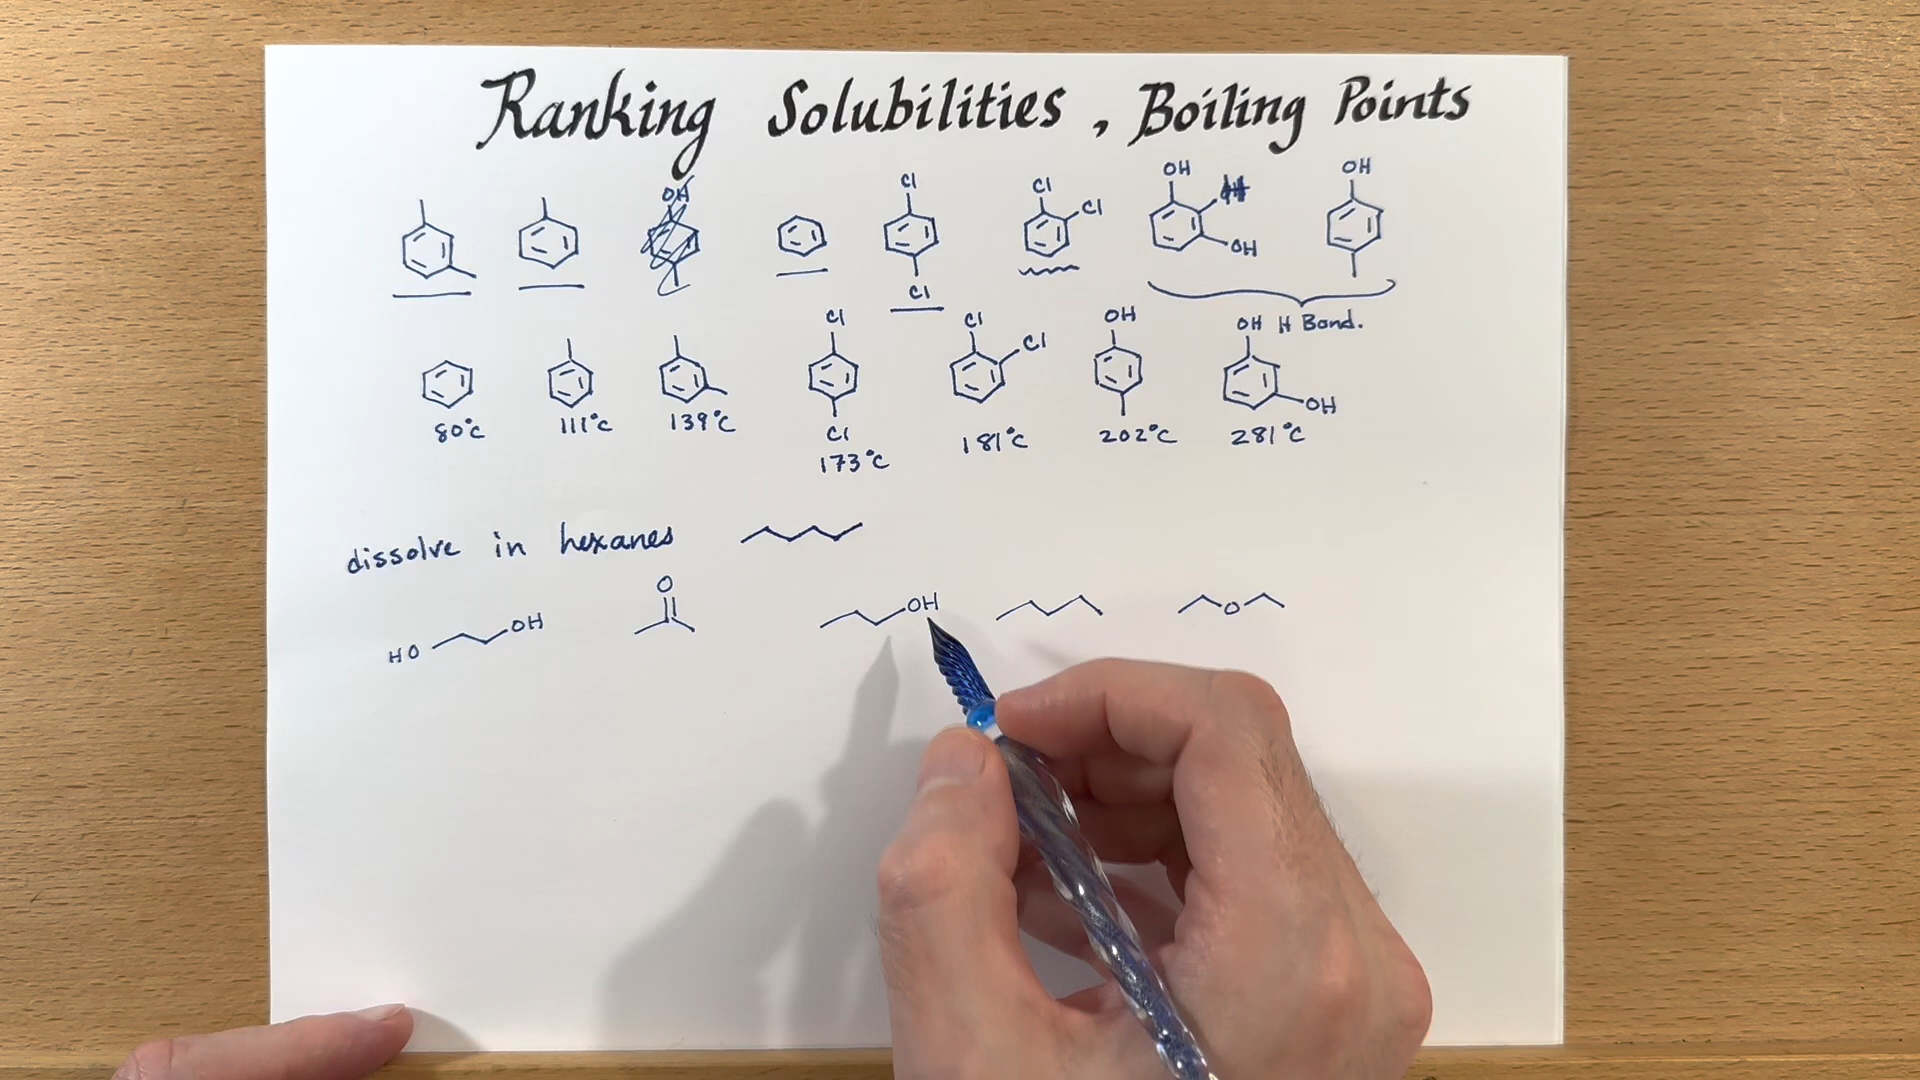 Ranking Solubilities, Boiling Points
OH Cl Cl Cl OH OH OH
Cl
H Bond.
Cl Cl Cl OH OH OH
Cl
80°C 111°C 139°C 173°C 181°C 202°C 281°C
dissolve in hexanes
HO OH O OH O